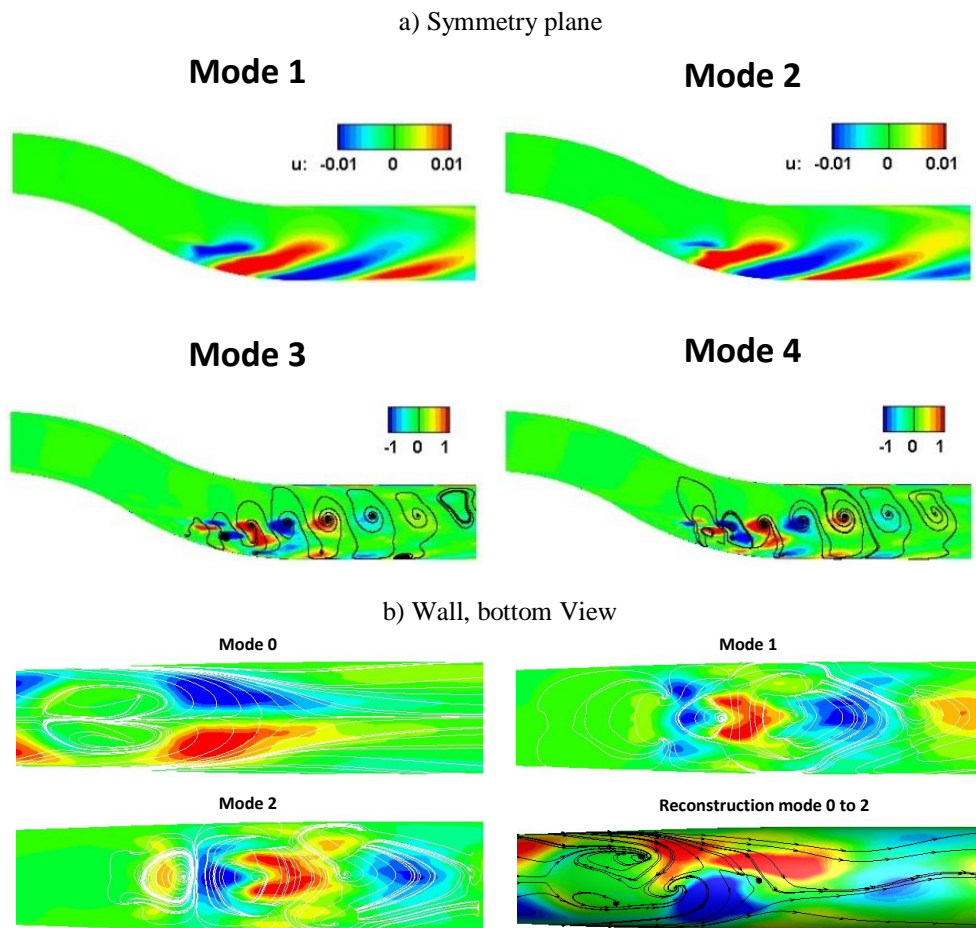 a) Symmetry plane
Mode 1
Mode 2
u: -0.01 0 0.01
u: -0.01 0 0.01
Mode 3
Mode 4
-1 0 1
-1 0 1
b) Wall, bottom View
Mode 0
Mode 1
Mode 2
Reconstruction mode 0 to 2